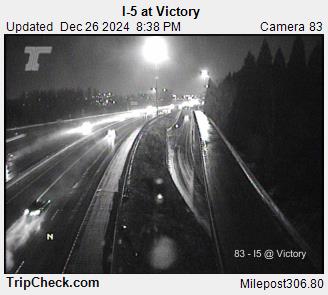 I-5 at Victory
Updated Dec 26 2024 8:38 PM Camera 83
T
N
83 - I5 @ Victory
TripCheck.com Milepost306.80